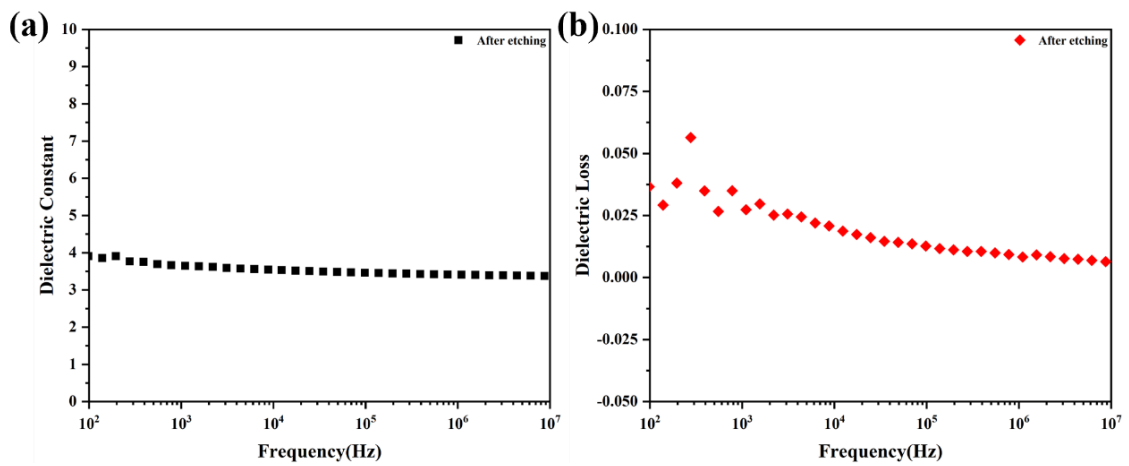 (a)
After etching
10
9
8
7
6
5
4
3
2
1
0
Dielectric Constant
10² 10³ 10⁴ 10⁵ 10⁶ 10⁷
Frequency(Hz)
(b)
After etching
0.100
0.075
0.050
0.025
0.000
-0.025
-0.050
Dielectric Loss
10² 10³ 10⁴ 10⁵ 10⁶ 10⁷
Frequency(Hz)